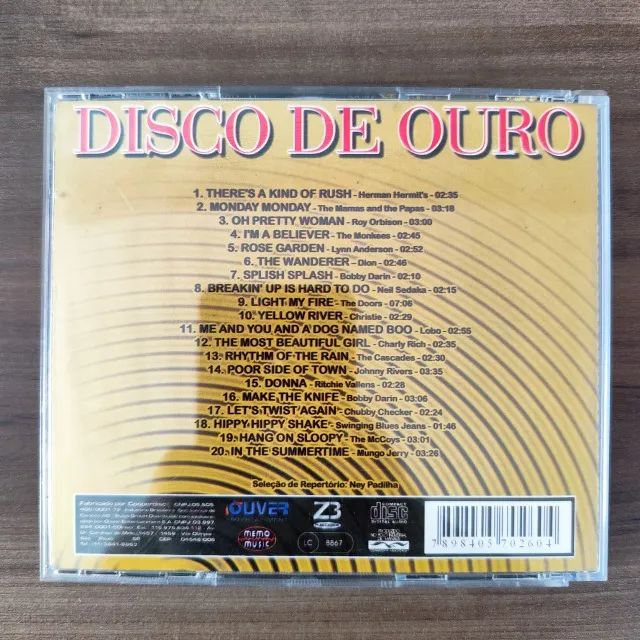 DISCO DE OURO
1. THERE'S A KIND OF RUSH - Herman Hermit's - 02:35
2. MONDAY MONDAY - The Mamas and the Papas - 03:18
3. OH PRETTY WOMAN - Roy Orbison - 03:00
4. I'M A BELIEVER - The Monkees - 02:45
5. ROSE GARDEN - Lynn Anderson - 02:52
6. THE WANDERER - Dion - 02:46
7. SPLISH SPLASH - Bobby Darin - 02:10
8. BREAKIN' UP IS HARD TO DO - Neil Sedaka - 02:15
9. LIGHT MY FIRE - The Doors - 07:06
10. YELLOW RIVER - Christie - 02:29
11. ME AND YOU AND A DOG NAMED BOO - Lobo - 02:55
12. THE MOST BEAUTIFUL GIRL - Charly Rich - 02:35
13. RHYTHM OF THE RAIN - The Cascades - 02:30
14. POOR SIDE OF TOWN - Johnny Rivers - 03:35
15. DONNA - Ritchie Vallens - 02:28
16. MAKE THE KNIFE - Bobby Darin - 03:06
17. LET'S TWIST AGAIN - Chubby Checker - 02:24
18. HIPPY HIPPY SHAKE - Swinging Blues Jeans - 01:46
19. HANG ON SLOOPY - The McCoys - 03:01
20. IN THE SUMMERTIME - Mungo Jerry - 03:26
Seleção de Repertório: Ney Padilha
Fabricado por
OUVER
Z3
MEMO MUSIC
LC 8867
COMPACT disc DIGITAL AUDIO
7 898405 702604